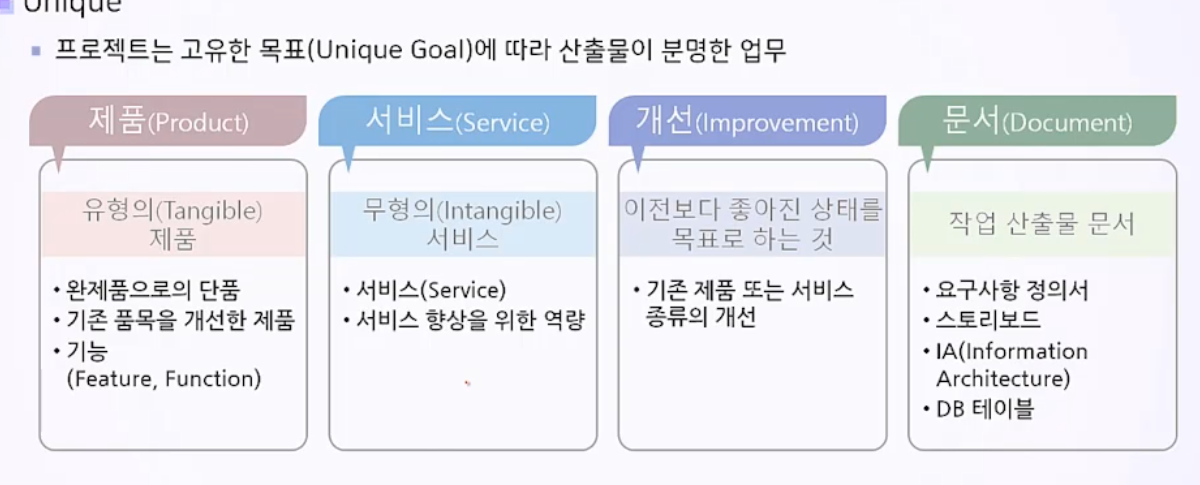 Unique
프로젝트는 고유한 목표(Unique Goal)에 따라 산출물이 분명한 업무
제품(Product)
유형의(Tangible)
제품
• 완제품으로의 단품
• 기존 품목을 개선한 제품
• 기능
(Feature, Function)
서비스(Service)
무형의(Intangible)
서비스
• 서비스(Service)
• 서비스 향상을 위한 역량
개선(Improvement)
이전보다 좋아진 상태를
목표로 하는 것
• 기존 제품 또는 서비스
종류의 개선
문서(Document)
작업 산출물 문서
• 요구사항 정의서
• 스토리보드
• IA(Information
Architecture)
• DB 테이블